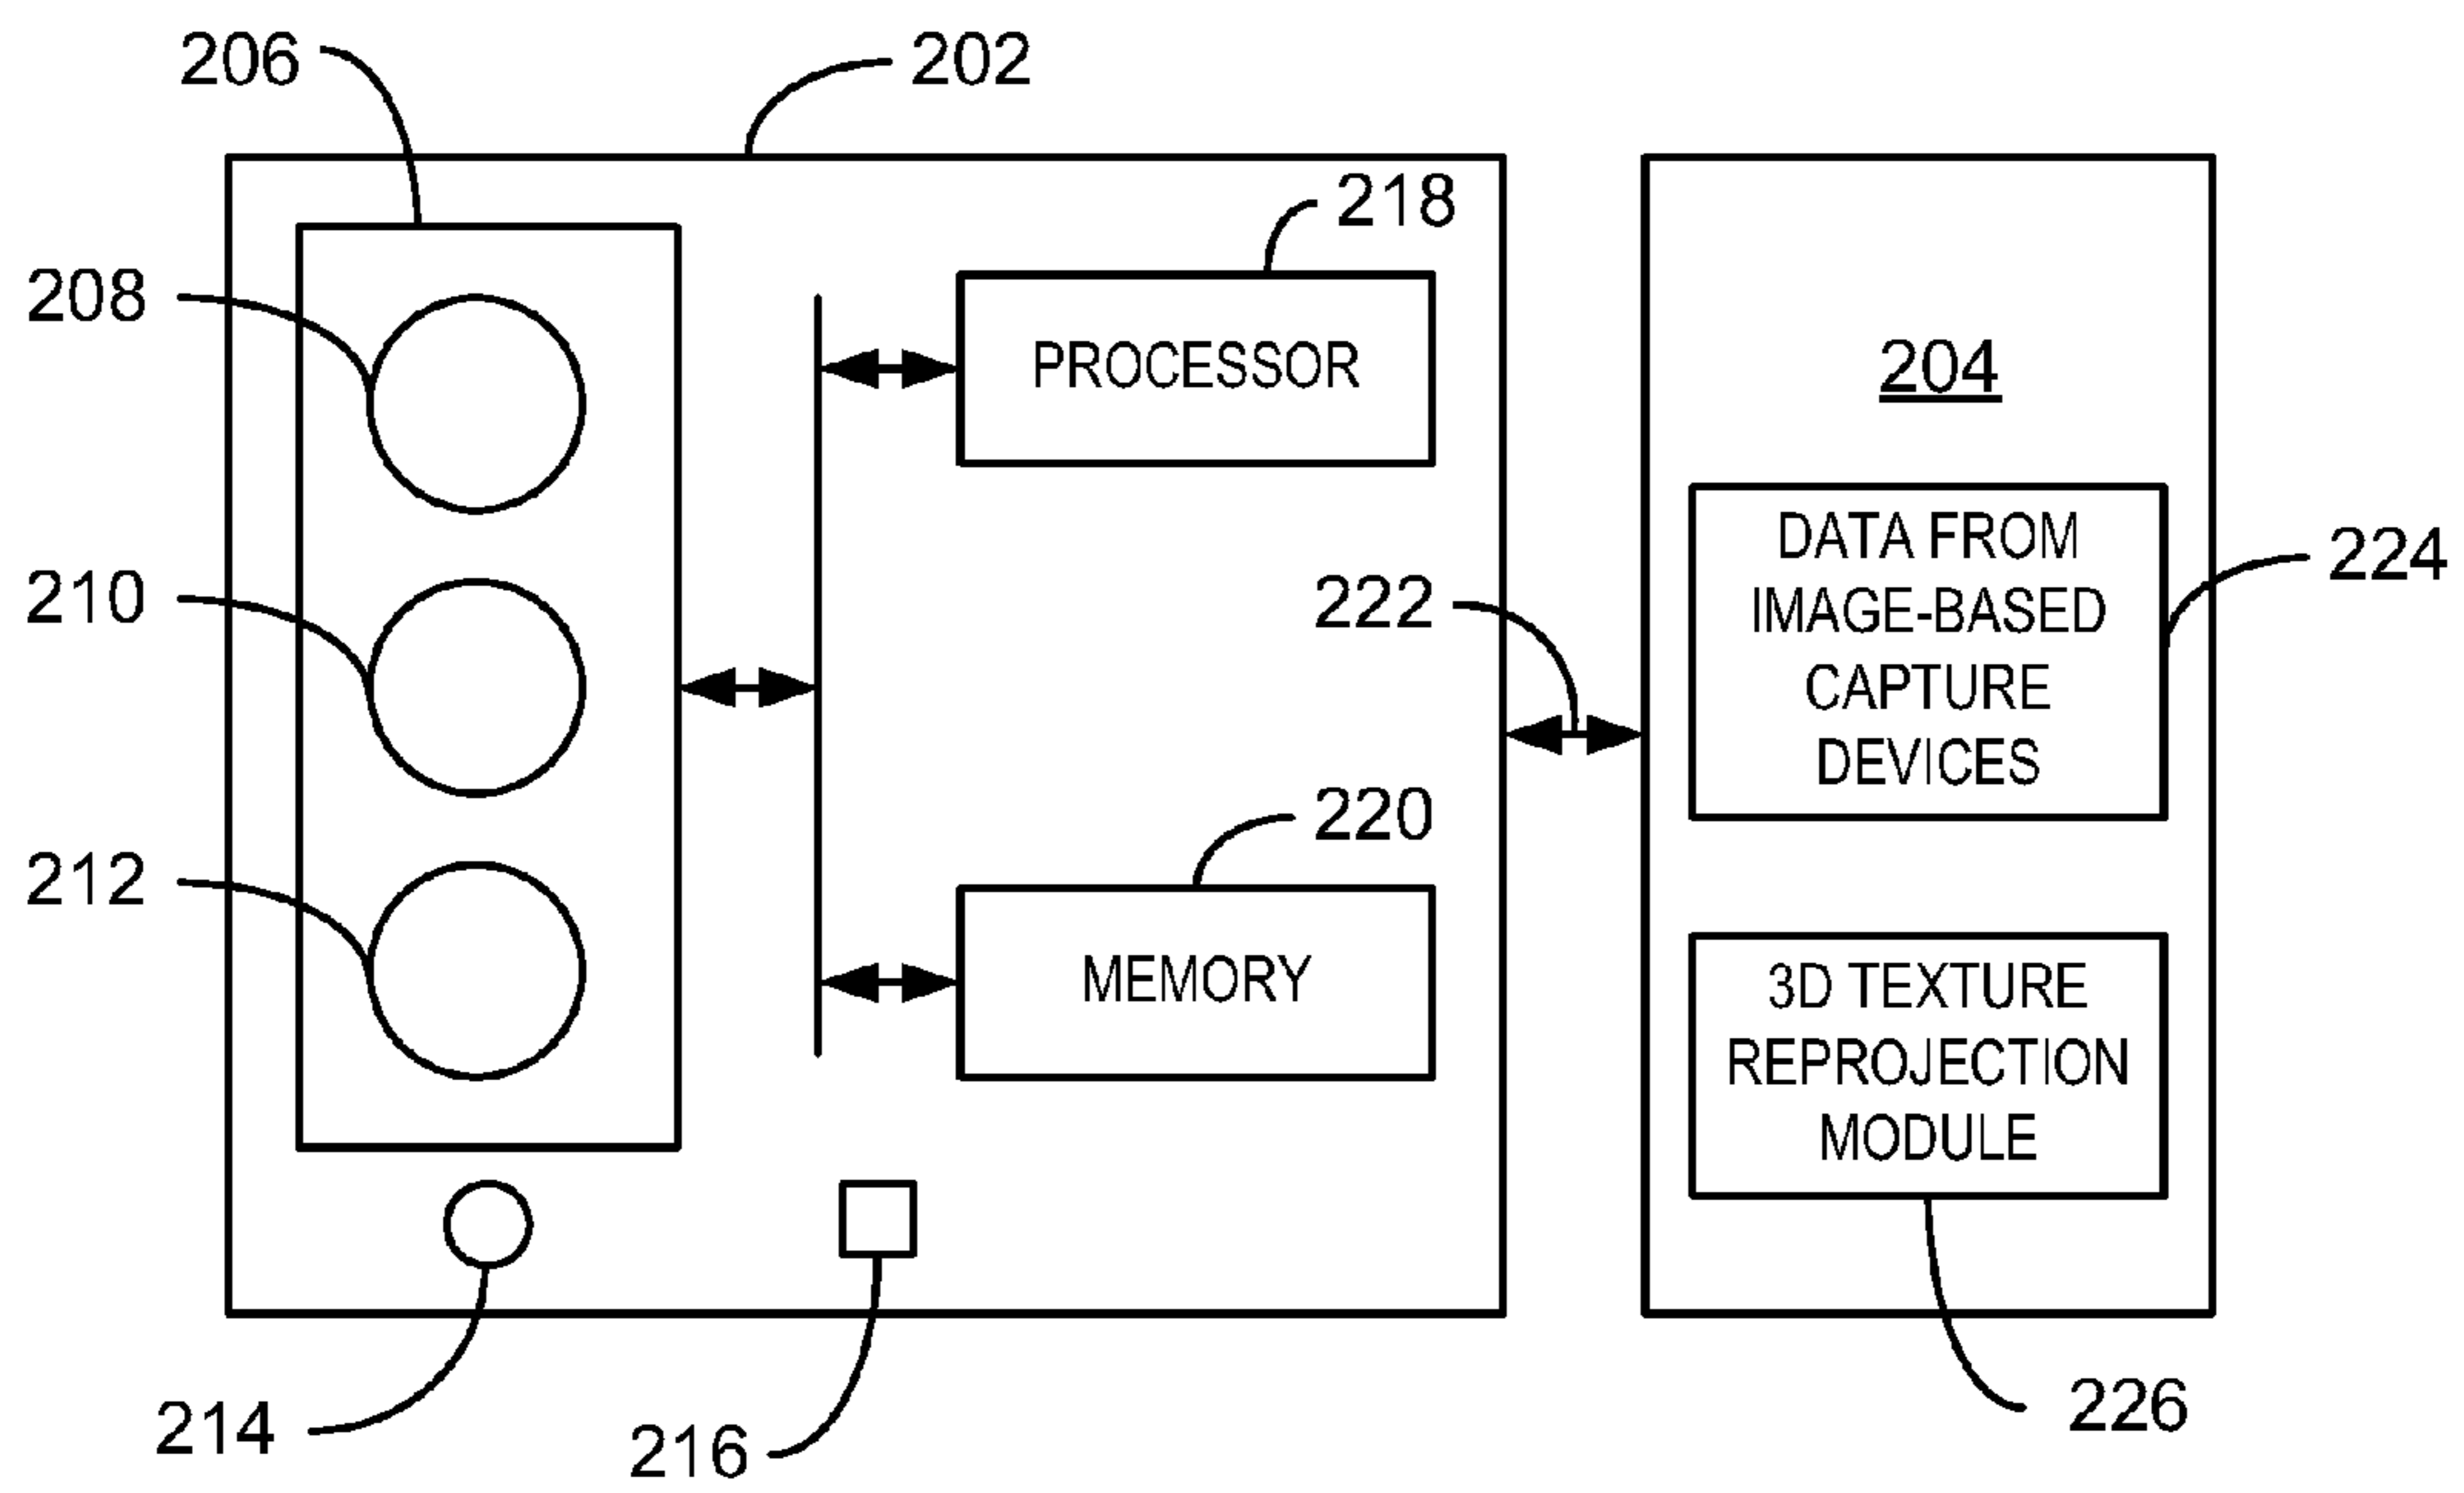 206
202
218
208
PROCESSOR
204
DATA FROM
IMAGE-BASED
CAPTURE
DEVICES
224
210
222
220
212
MEMORY
3D TEXTURE
REPROJECTION
MODULE
214
216
226